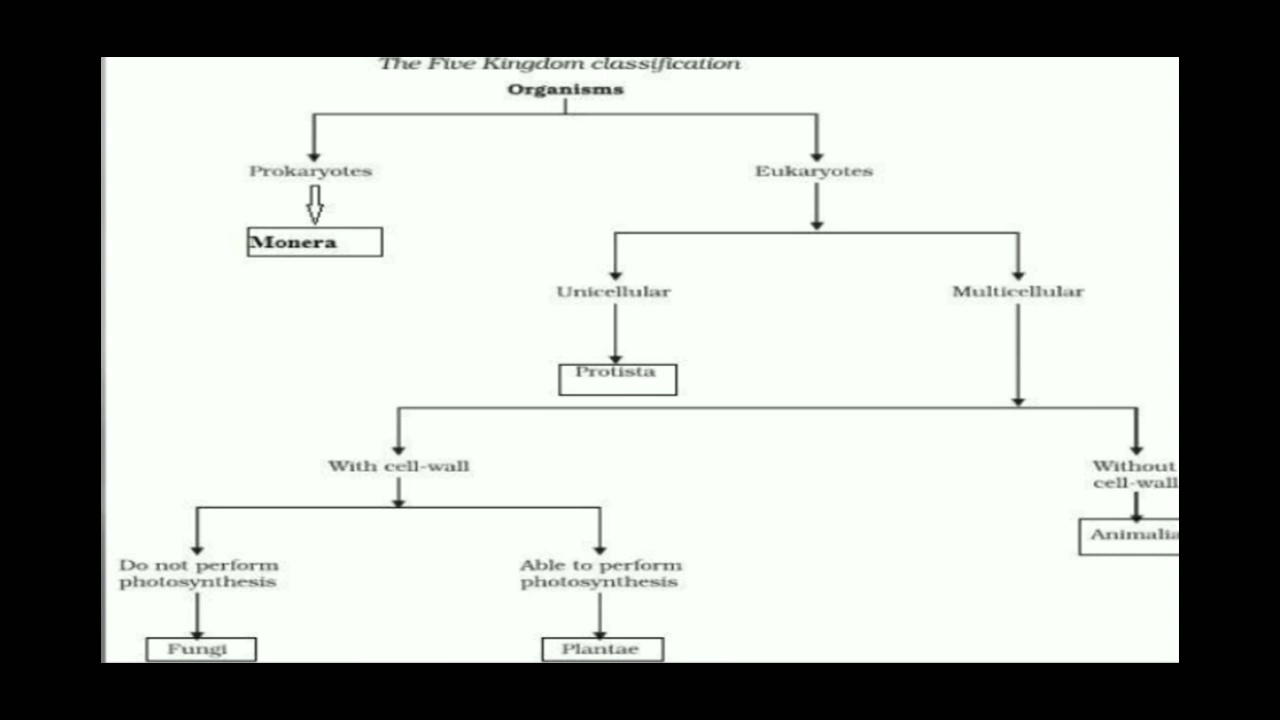 The Five Kingdom classification
Organisms
Prokaryotes
Eukaryotes
Monera
Unicellular
Multicellular
Protista
With cell-wall
Without
cell-wall
Animalia
Do not perform
photosynthesis
Able to perform
photosynthesis
Fungi
Plantae